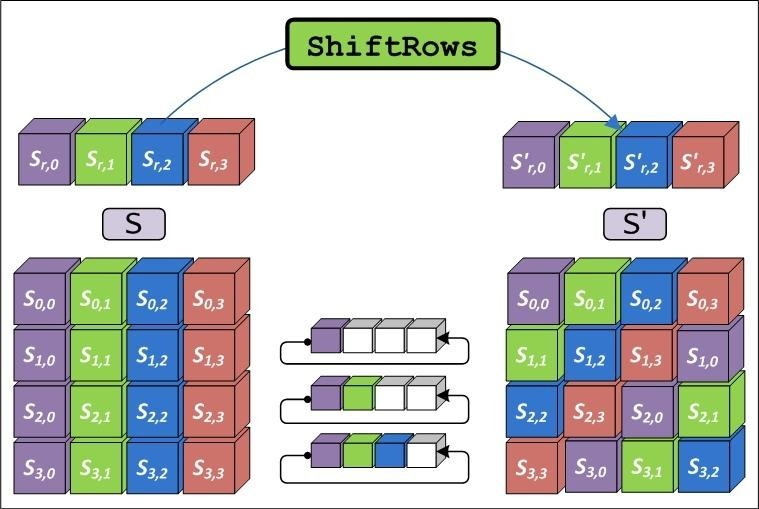 ShiftRows
Sr,0 Sr,1 Sr,2 Sr,3 S'r,0 S'r,1 S'r,2 S'r,3
S S'
S0,0 S0,1 S0,2 S0,3 S0,0 S0,1 S0,2 S0,3
S1,0 S1,1 S1,2 S1,3 S1,1 S1,2 S1,3 S1,0
S2,0 S2,1 S2,2 S2,3 S2,2 S2,3 S2,0 S2,1
S3,0 S3,1 S3,2 S3,3 S3,3 S3,0 S3,1 S3,2